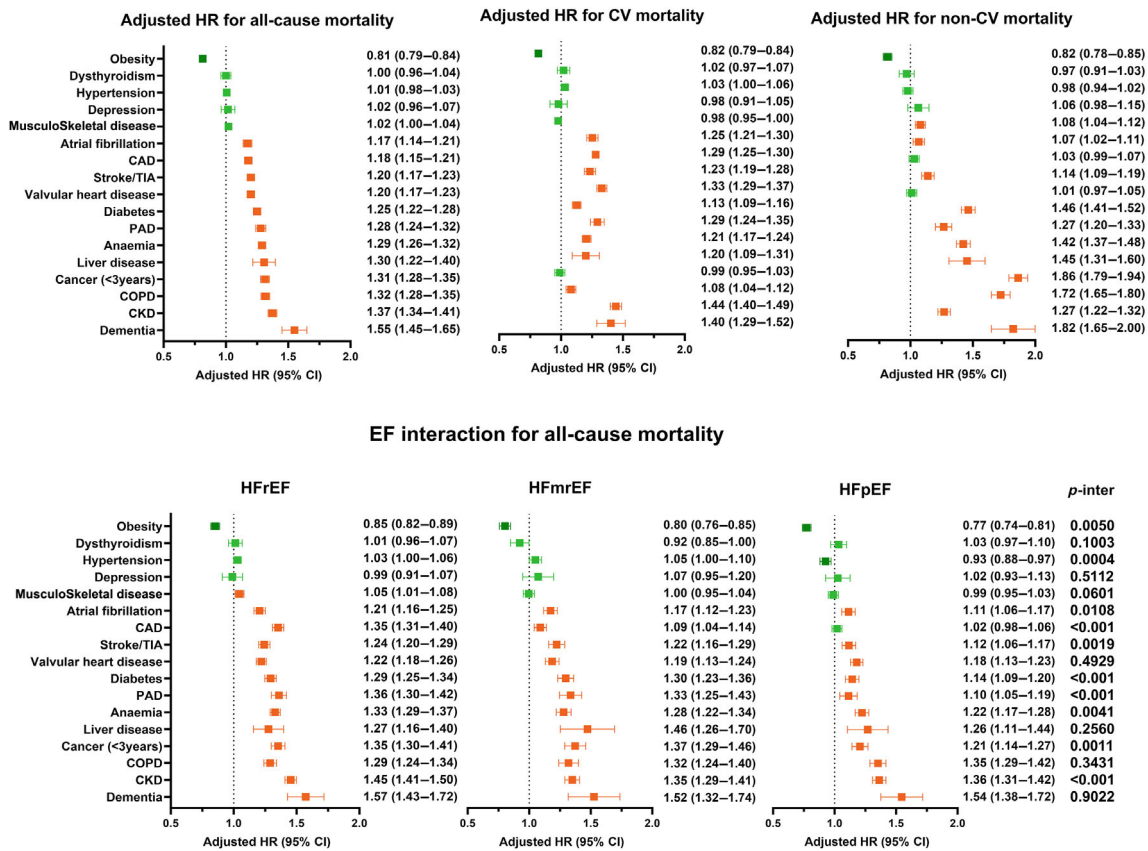 Adjusted HR for all-cause mortality
Adjusted HR for CV mortality
Adjusted HR for non-CV mortality
Obesity 0.81 (0.79–0.84) 0.82 (0.79–0.84) 0.82 (0.78–0.85)
Dysthyroidism 1.00 (0.96–1.04) 1.02 (0.97–1.07) 0.97 (0.91–1.03)
Hypertension 1.01 (0.98–1.03) 1.03 (1.00–1.06) 0.98 (0.94–1.02)
Depression 1.02 (0.96–1.07) 0.98 (0.91–1.05) 1.06 (0.98–1.15)
MusculoSkeletal disease 1.02 (1.00–1.04) 0.98 (0.95–1.00) 1.08 (1.04–1.12)
Atrial fibrillation 1.17 (1.14–1.21) 1.25 (1.21–1.30) 1.07 (1.02–1.11)
CAD 1.18 (1.15–1.21) 1.29 (1.25–1.30) 1.03 (0.99–1.07)
Stroke/TIA 1.20 (1.17–1.23) 1.23 (1.19–1.28) 1.14 (1.09–1.19)
Valvular heart disease 1.20 (1.17–1.23) 1.33 (1.29–1.37) 1.01 (0.97–1.05)
Diabetes 1.25 (1.22–1.28) 1.13 (1.09–1.16) 1.46 (1.41–1.52)
PAD 1.28 (1.24–1.32) 1.29 (1.24–1.35) 1.27 (1.20–1.33)
Anaemia 1.29 (1.26–1.32) 1.21 (1.17–1.24) 1.42 (1.37–1.48)
Liver disease 1.30 (1.22–1.40) 1.20 (1.09–1.31) 1.45 (1.31–1.60)
Cancer (<3years) 1.31 (1.28–1.35) 0.99 (0.95–1.03) 1.86 (1.79–1.94)
COPD 1.32 (1.28–1.35) 1.08 (1.04–1.12) 1.72 (1.65–1.80)
CKD 1.37 (1.34–1.41) 1.44 (1.40–1.49) 1.27 (1.22–1.32)
Dementia 1.55 (1.45–1.65) 1.40 (1.29–1.52) 1.82 (1.65–2.00)
0.5 1.0 1.5 2.0 0.5 1.0 1.5 2.0 0.5 1.0 1.5 2.0
Adjusted HR (95% CI) Adjusted HR (95% CI) Adjusted HR (95% CI)
EF interaction for all-cause mortality
HFrEF HFmrEF HFpEF p-inter
Obesity 0.85 (0.82–0.89) 0.80 (0.76–0.85) 0.77 (0.74–0.81) 0.0050
Dysthyroidism 1.01 (0.96–1.07) 0.92 (0.85–1.00) 1.03 (0.97–1.10) 0.1003
Hypertension 1.03 (1.00–1.06) 1.05 (1.00–1.10) 0.93 (0.88–0.97) 0.0004
Depression 0.99 (0.91–1.07) 1.07 (0.95–1.20) 1.02 (0.93–1.13) 0.5112
MusculoSkeletal disease 1.05 (1.01–1.08) 1.00 (0.95–1.04) 0.99 (0.95–1.03) 0.0601
Atrial fibrillation 1.21 (1.16–1.25) 1.17 (1.12–1.23) 1.11 (1.06–1.17) 0.0108
CAD 1.35 (1.31–1.40) 1.09 (1.04–1.14) 1.02 (0.98–1.06) <0.001
Stroke/TIA 1.24 (1.20–1.29) 1.22 (1.16–1.29) 1.12 (1.06–1.17) 0.0019
Valvular heart disease 1.22 (1.18–1.26) 1.19 (1.13–1.24) 1.18 (1.13–1.23) 0.4929
Diabetes 1.29 (1.25–1.34) 1.30 (1.23–1.36) 1.14 (1.09–1.20) <0.001
PAD 1.36 (1.30–1.42) 1.33 (1.25–1.43) 1.10 (1.05–1.19) <0.001
Anaemia 1.33 (1.29–1.37) 1.28 (1.22–1.34) 1.22 (1.17–1.28) 0.0041
Liver disease 1.27 (1.16–1.40) 1.46 (1.26–1.70) 1.26 (1.11–1.44) 0.2560
Cancer (<3years) 1.35 (1.30–1.41) 1.37 (1.29–1.46) 1.21 (1.14–1.27) 0.0011
COPD 1.29 (1.24–1.34) 1.32 (1.24–1.40) 1.35 (1.29–1.42) 0.3431
CKD 1.45 (1.41–1.50) 1.35 (1.29–1.41) 1.36 (1.31–1.42) <0.001
Dementia 1.57 (1.43–1.72) 1.52 (1.32–1.74) 1.54 (1.38–1.72) 0.9022
0.5 1.0 1.5 2.0 0.5 1.0 1.5 2.0 0.5 1.0 1.5 2.0
Adjusted HR (95% CI) Adjusted HR (95% CI) Adjusted HR (95% CI)